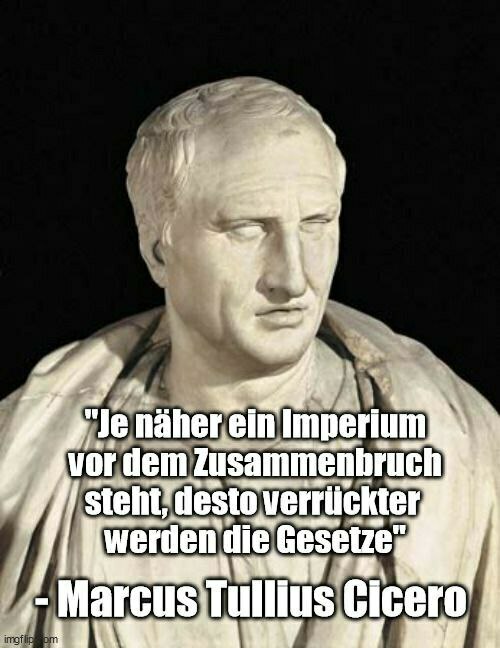 "Je näher ein Imperium
vor dem Zusammenbruch
steht, desto verrückter
werden die Gesetze"
- Marcus Tullius Cicero
imgflip.com